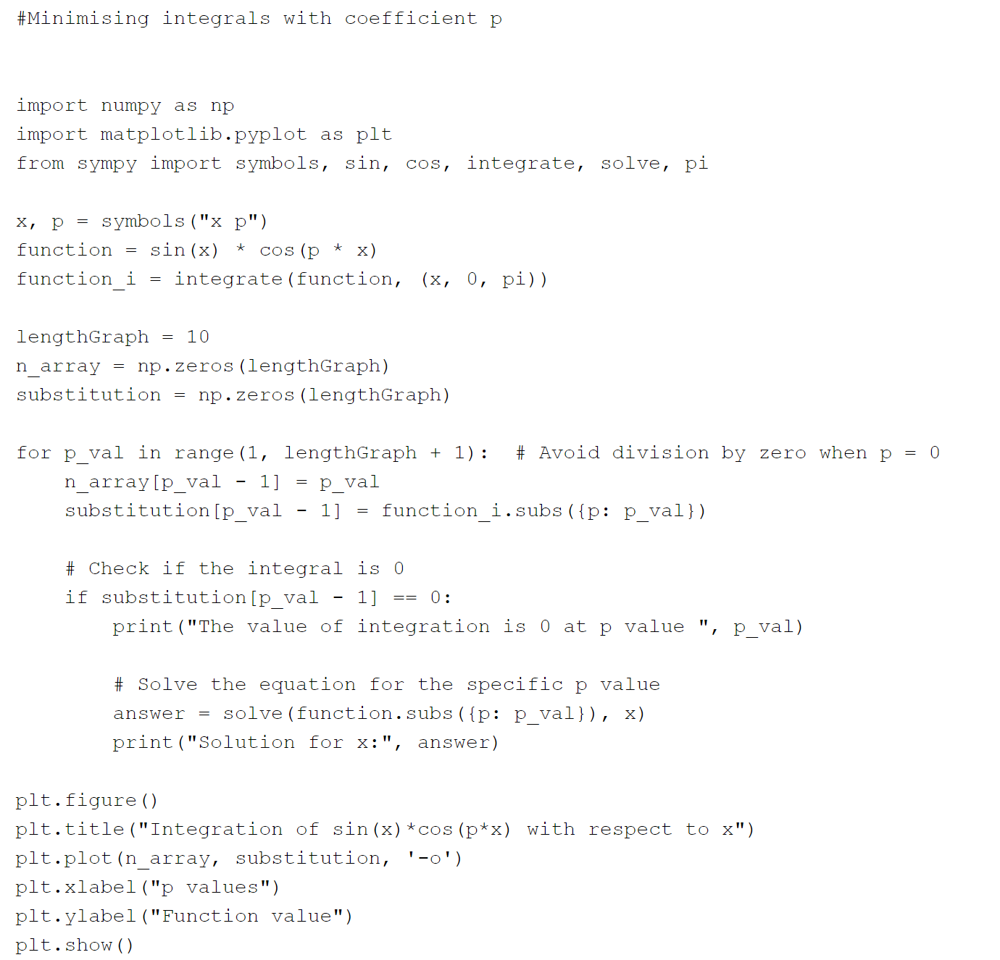 #Minimising integrals with coefficient p
import numpy as np
import matplotlib.pyplot as plt
from sympy import symbols, sin, cos, integrate, solve, pi
x, p = symbols("x p")
function = sin(x) * cos(p * x)
function_i = integrate(function, (x, 0, pi))
lengthGraph = 10
n_array = np.zeros(lengthGraph)
substitution = np.zeros(lengthGraph)
for p_val in range(1, lengthGraph + 1):  # Avoid division by zero when p = 0
    n_array[p_val - 1] = p_val
    substitution[p_val - 1] = function_i.subs({p: p_val})
    # Check if the integral is 0
    if substitution[p_val - 1] == 0:
        print("The value of integration is 0 at p value ", p_val)
        # Solve the equation for the specific p value
        answer = solve(function.subs({p: p_val}), x)
        print("Solution for x:", answer)
plt.figure()
plt.title("Integration of sin(x)*cos(p*x) with respect to x")
plt.plot(n_array, substitution, '-o')
plt.xlabel("p values")
plt.ylabel("Function value")
plt.show()